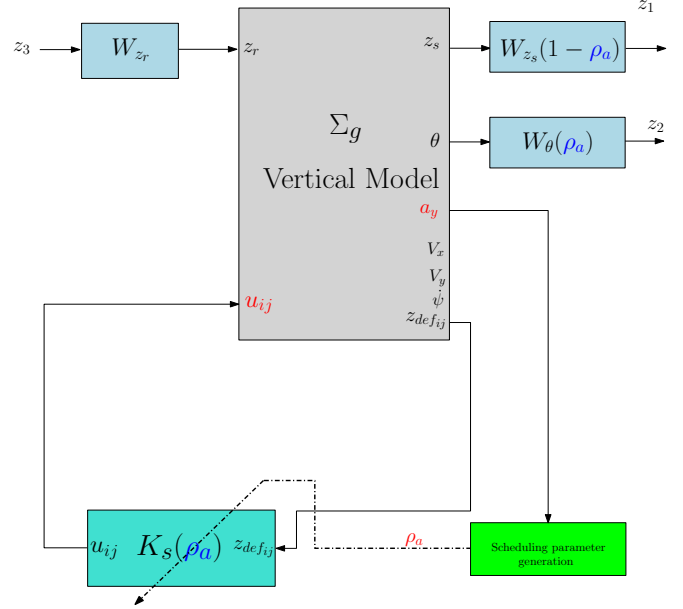 z_1
z_3
W_{z_r}
z_r
z_s
W_{z_s}(1 − ρ_a)
Σ_g
θ
W_θ(ρ_a)
z_2
Vertical Model
a_y
V_x
V_y
ψ̇
u_{ij}
z_{def_{ij}}
u_{ij}
K_s(ρ_a)
z_{def_{ij}}
ρ_a
Scheduling parameter
generation